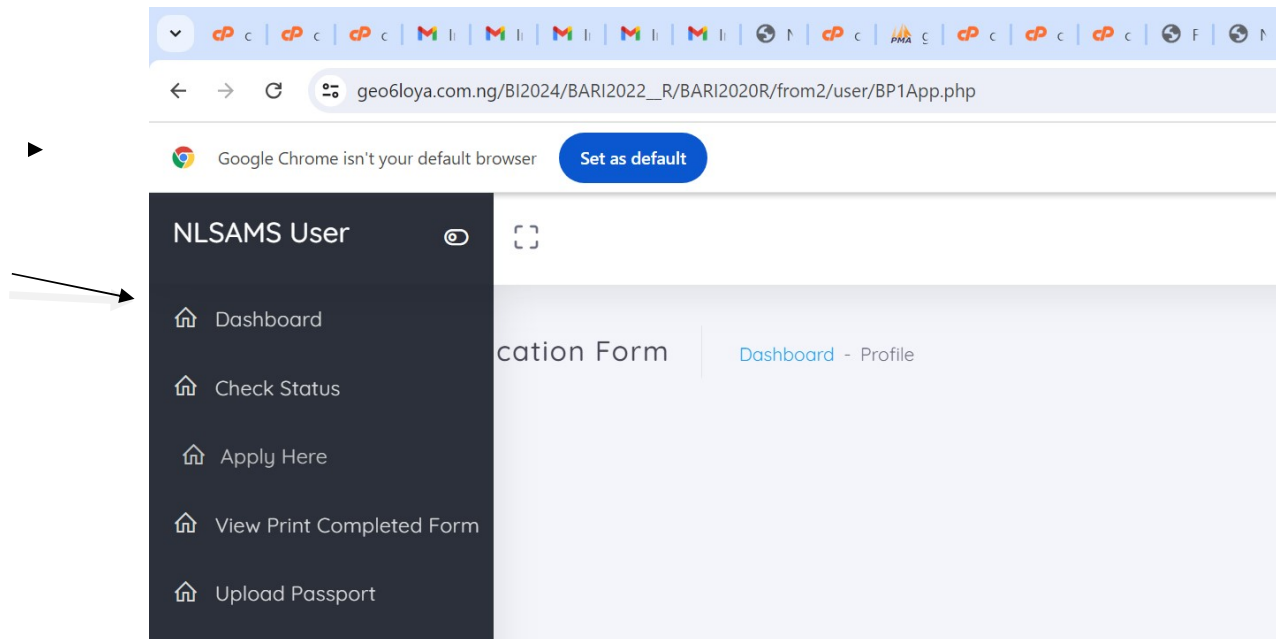 geo6loya.com.ng/BI2024/BARI2022__R/BARI2020R/from2/user/BP1App.php
Google Chrome isn't your default browser Set as default
NLSAMS User
Dashboard
cation Form Dashboard - Profile
Check Status
Apply Here
View Print Completed Form
Upload Passport